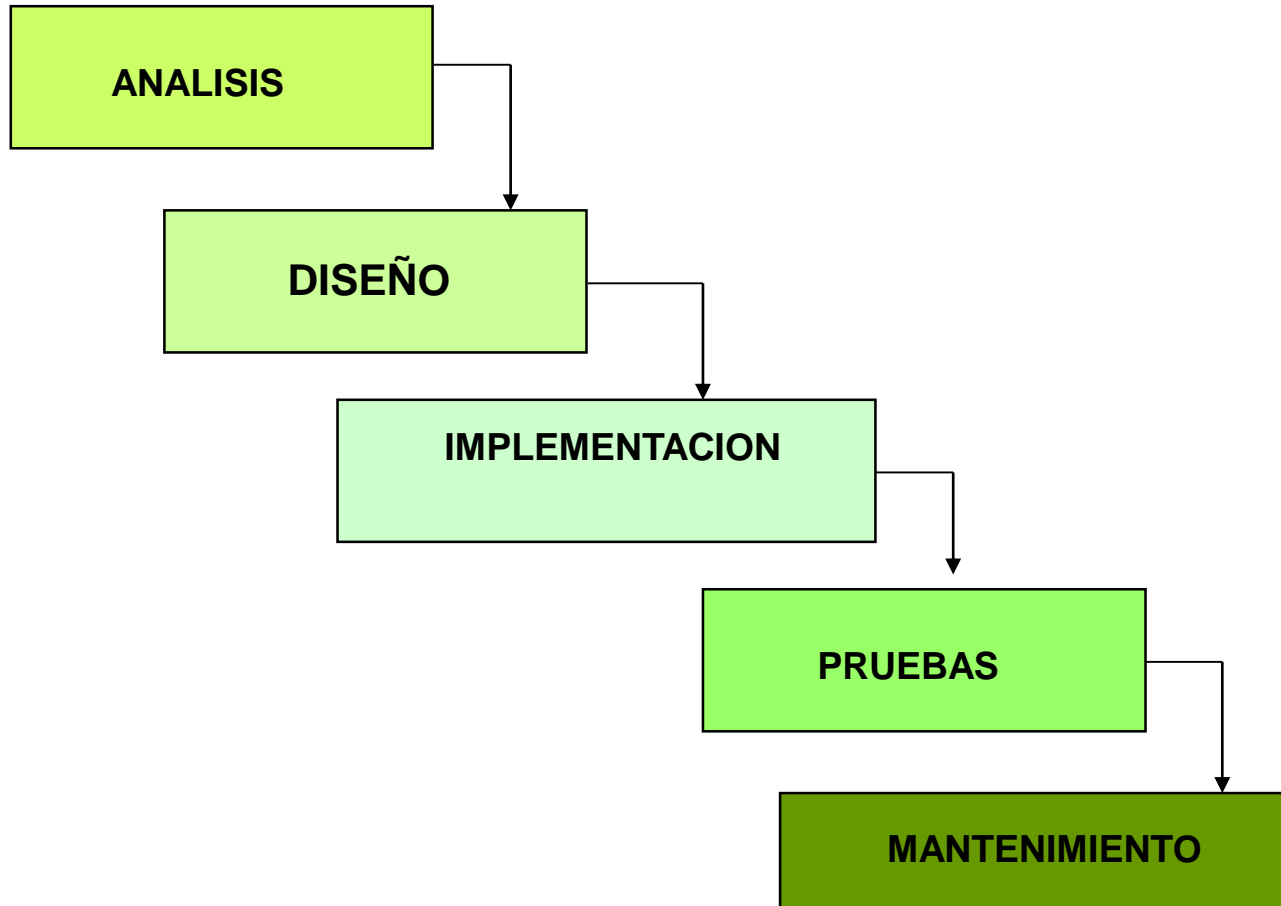 ANALISIS
DISEÑO
IMPLEMENTACION
PRUEBAS
MANTENIMIENTO